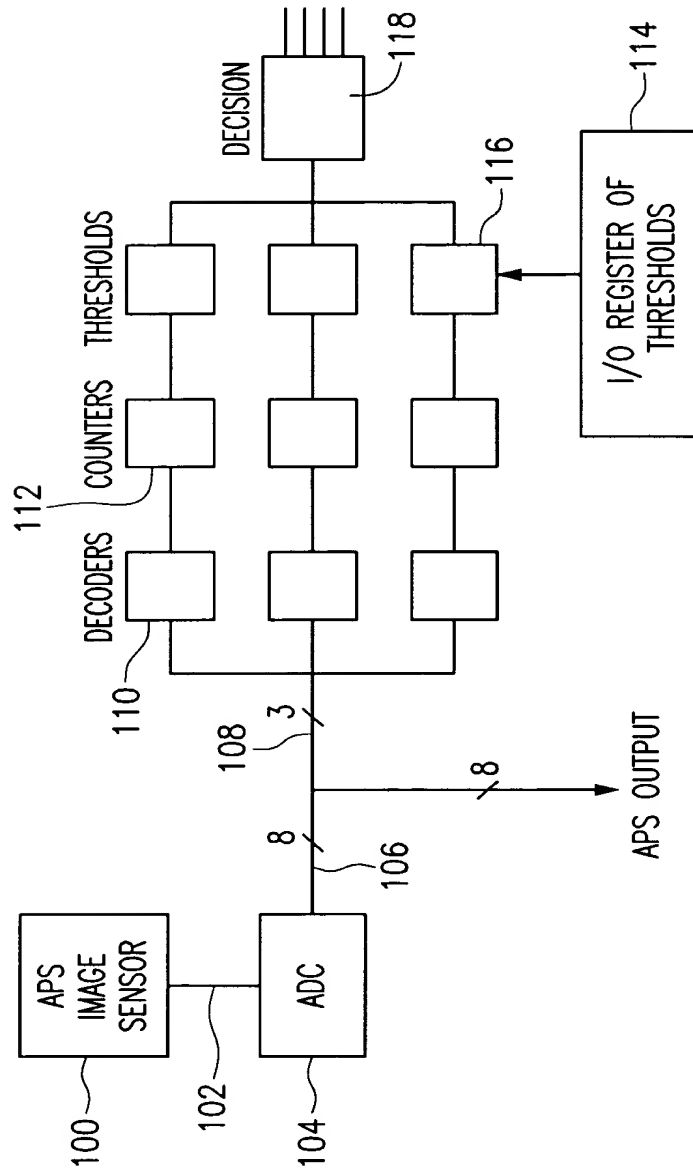 APS
IMAGE
SENSOR
100
102
ADC
104
8
106
108
3
8
APS OUTPUT
DECODERS
110
COUNTERS
112
THRESHOLDS
116
I/O REGISTER OF
THRESHOLDS
114
DECISION
118